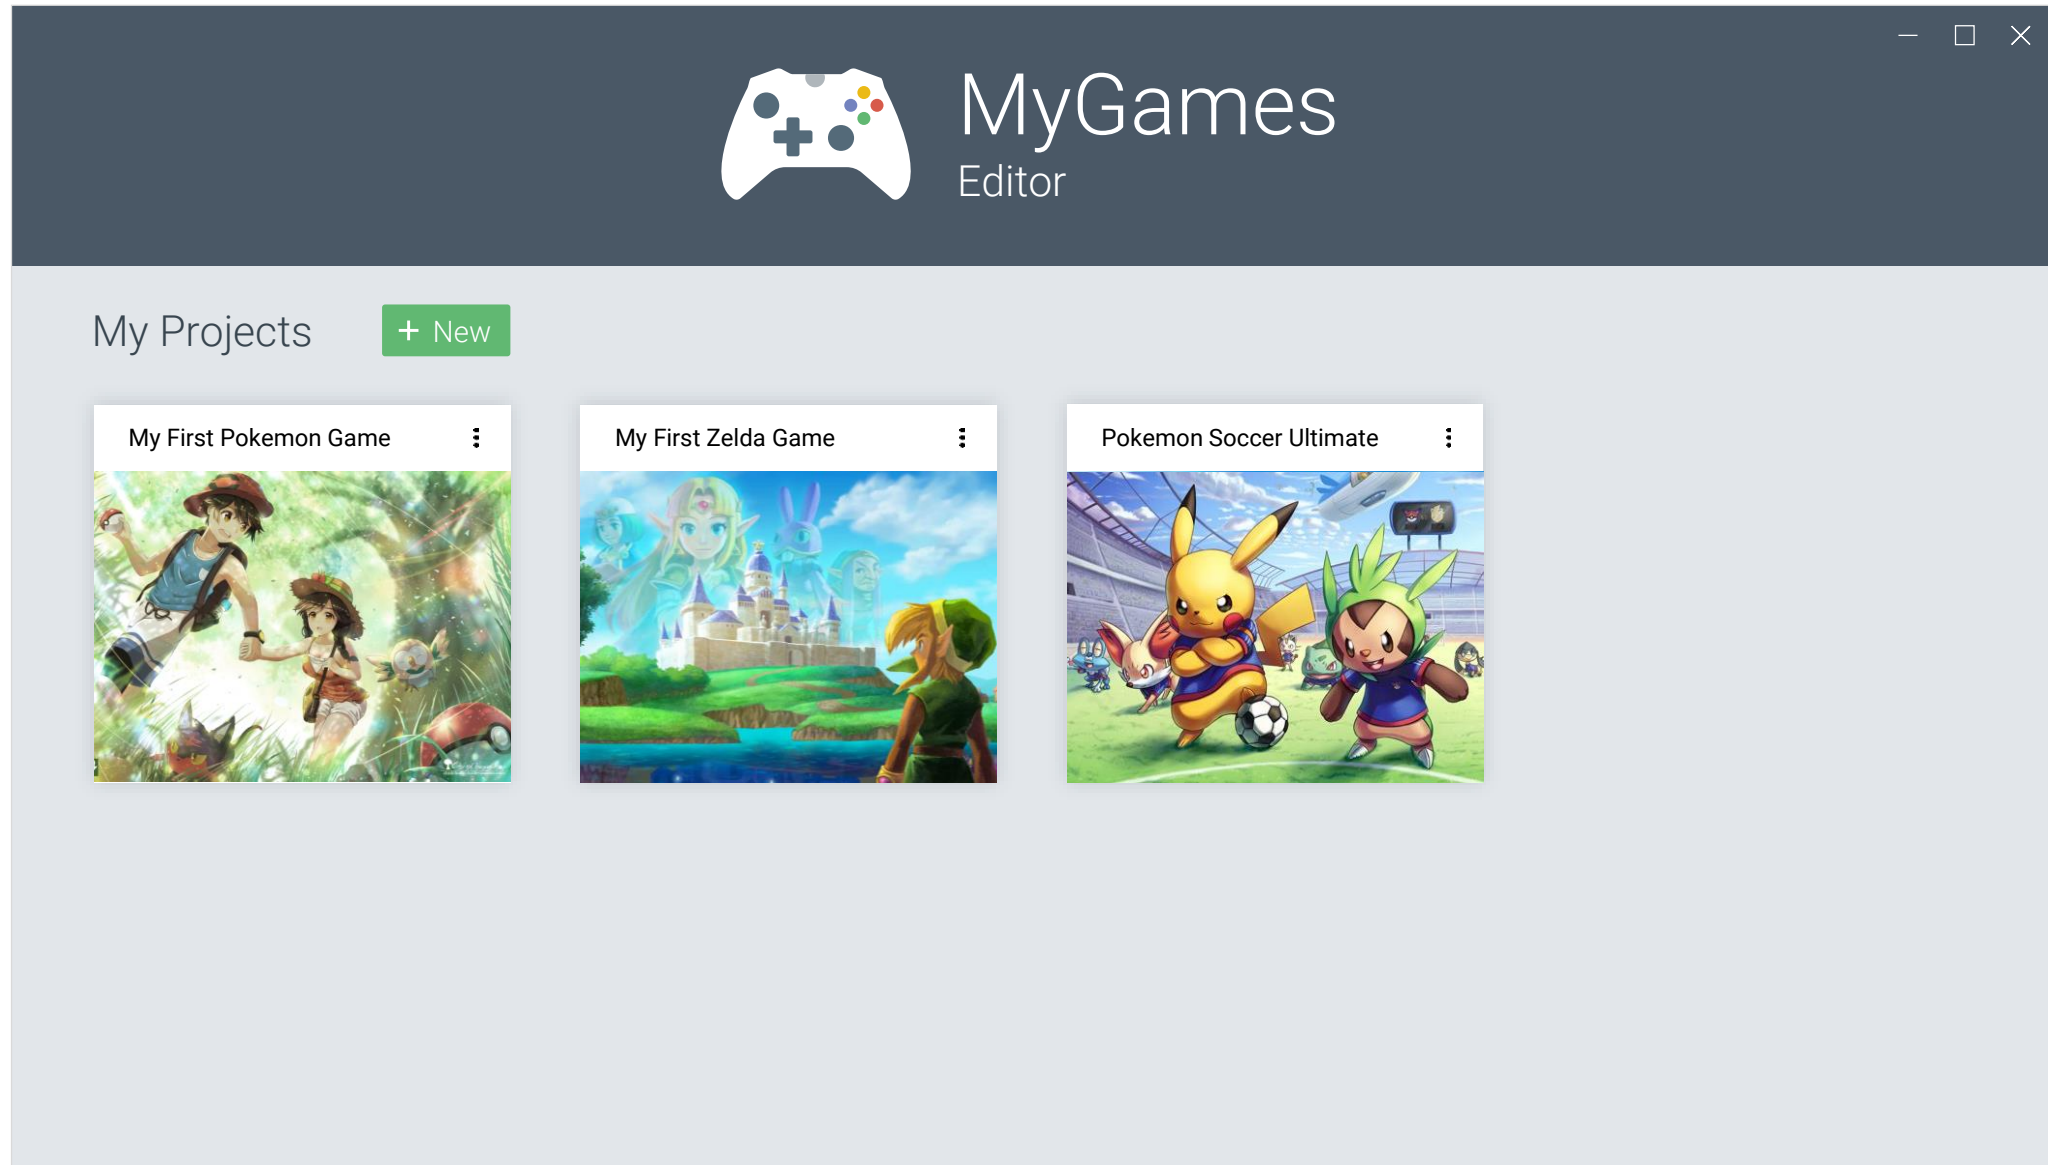 MyGames
Editor
My Projects
+ New
My First Pokemon Game
My First Zelda Game
Pokemon Soccer Ultimate